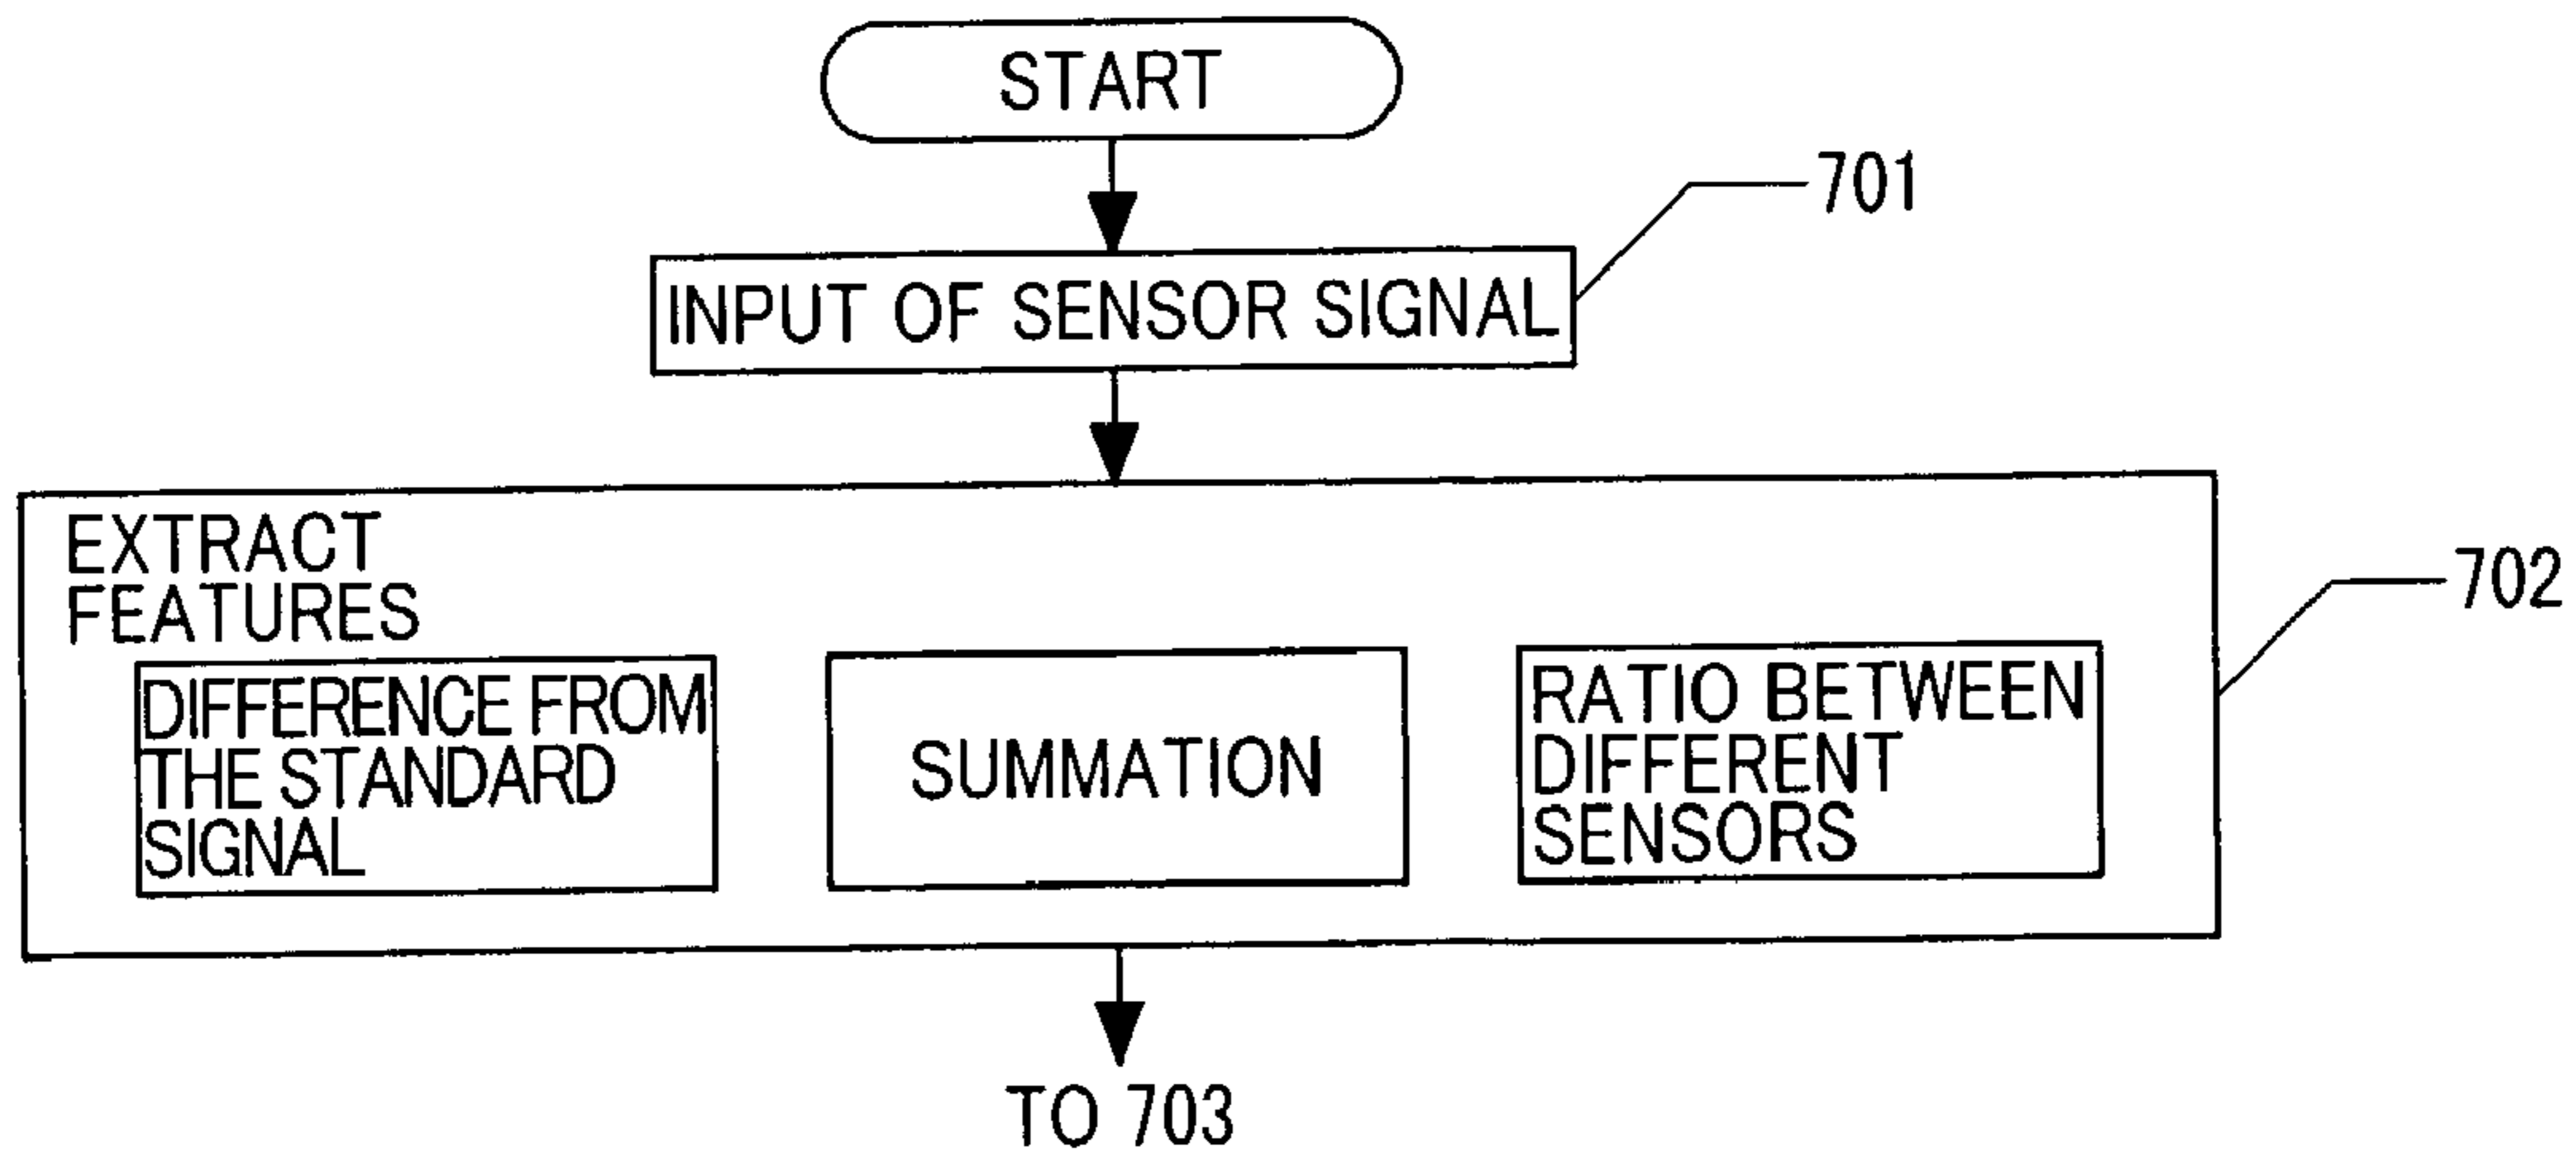 START
701
INPUT OF SENSOR SIGNAL
EXTRACT
FEATURES
702
DIFFERENCE FROM
THE STANDARD
SIGNAL
SUMMATION
RATIO BETWEEN
DIFFERENT
SENSORS
TO 703